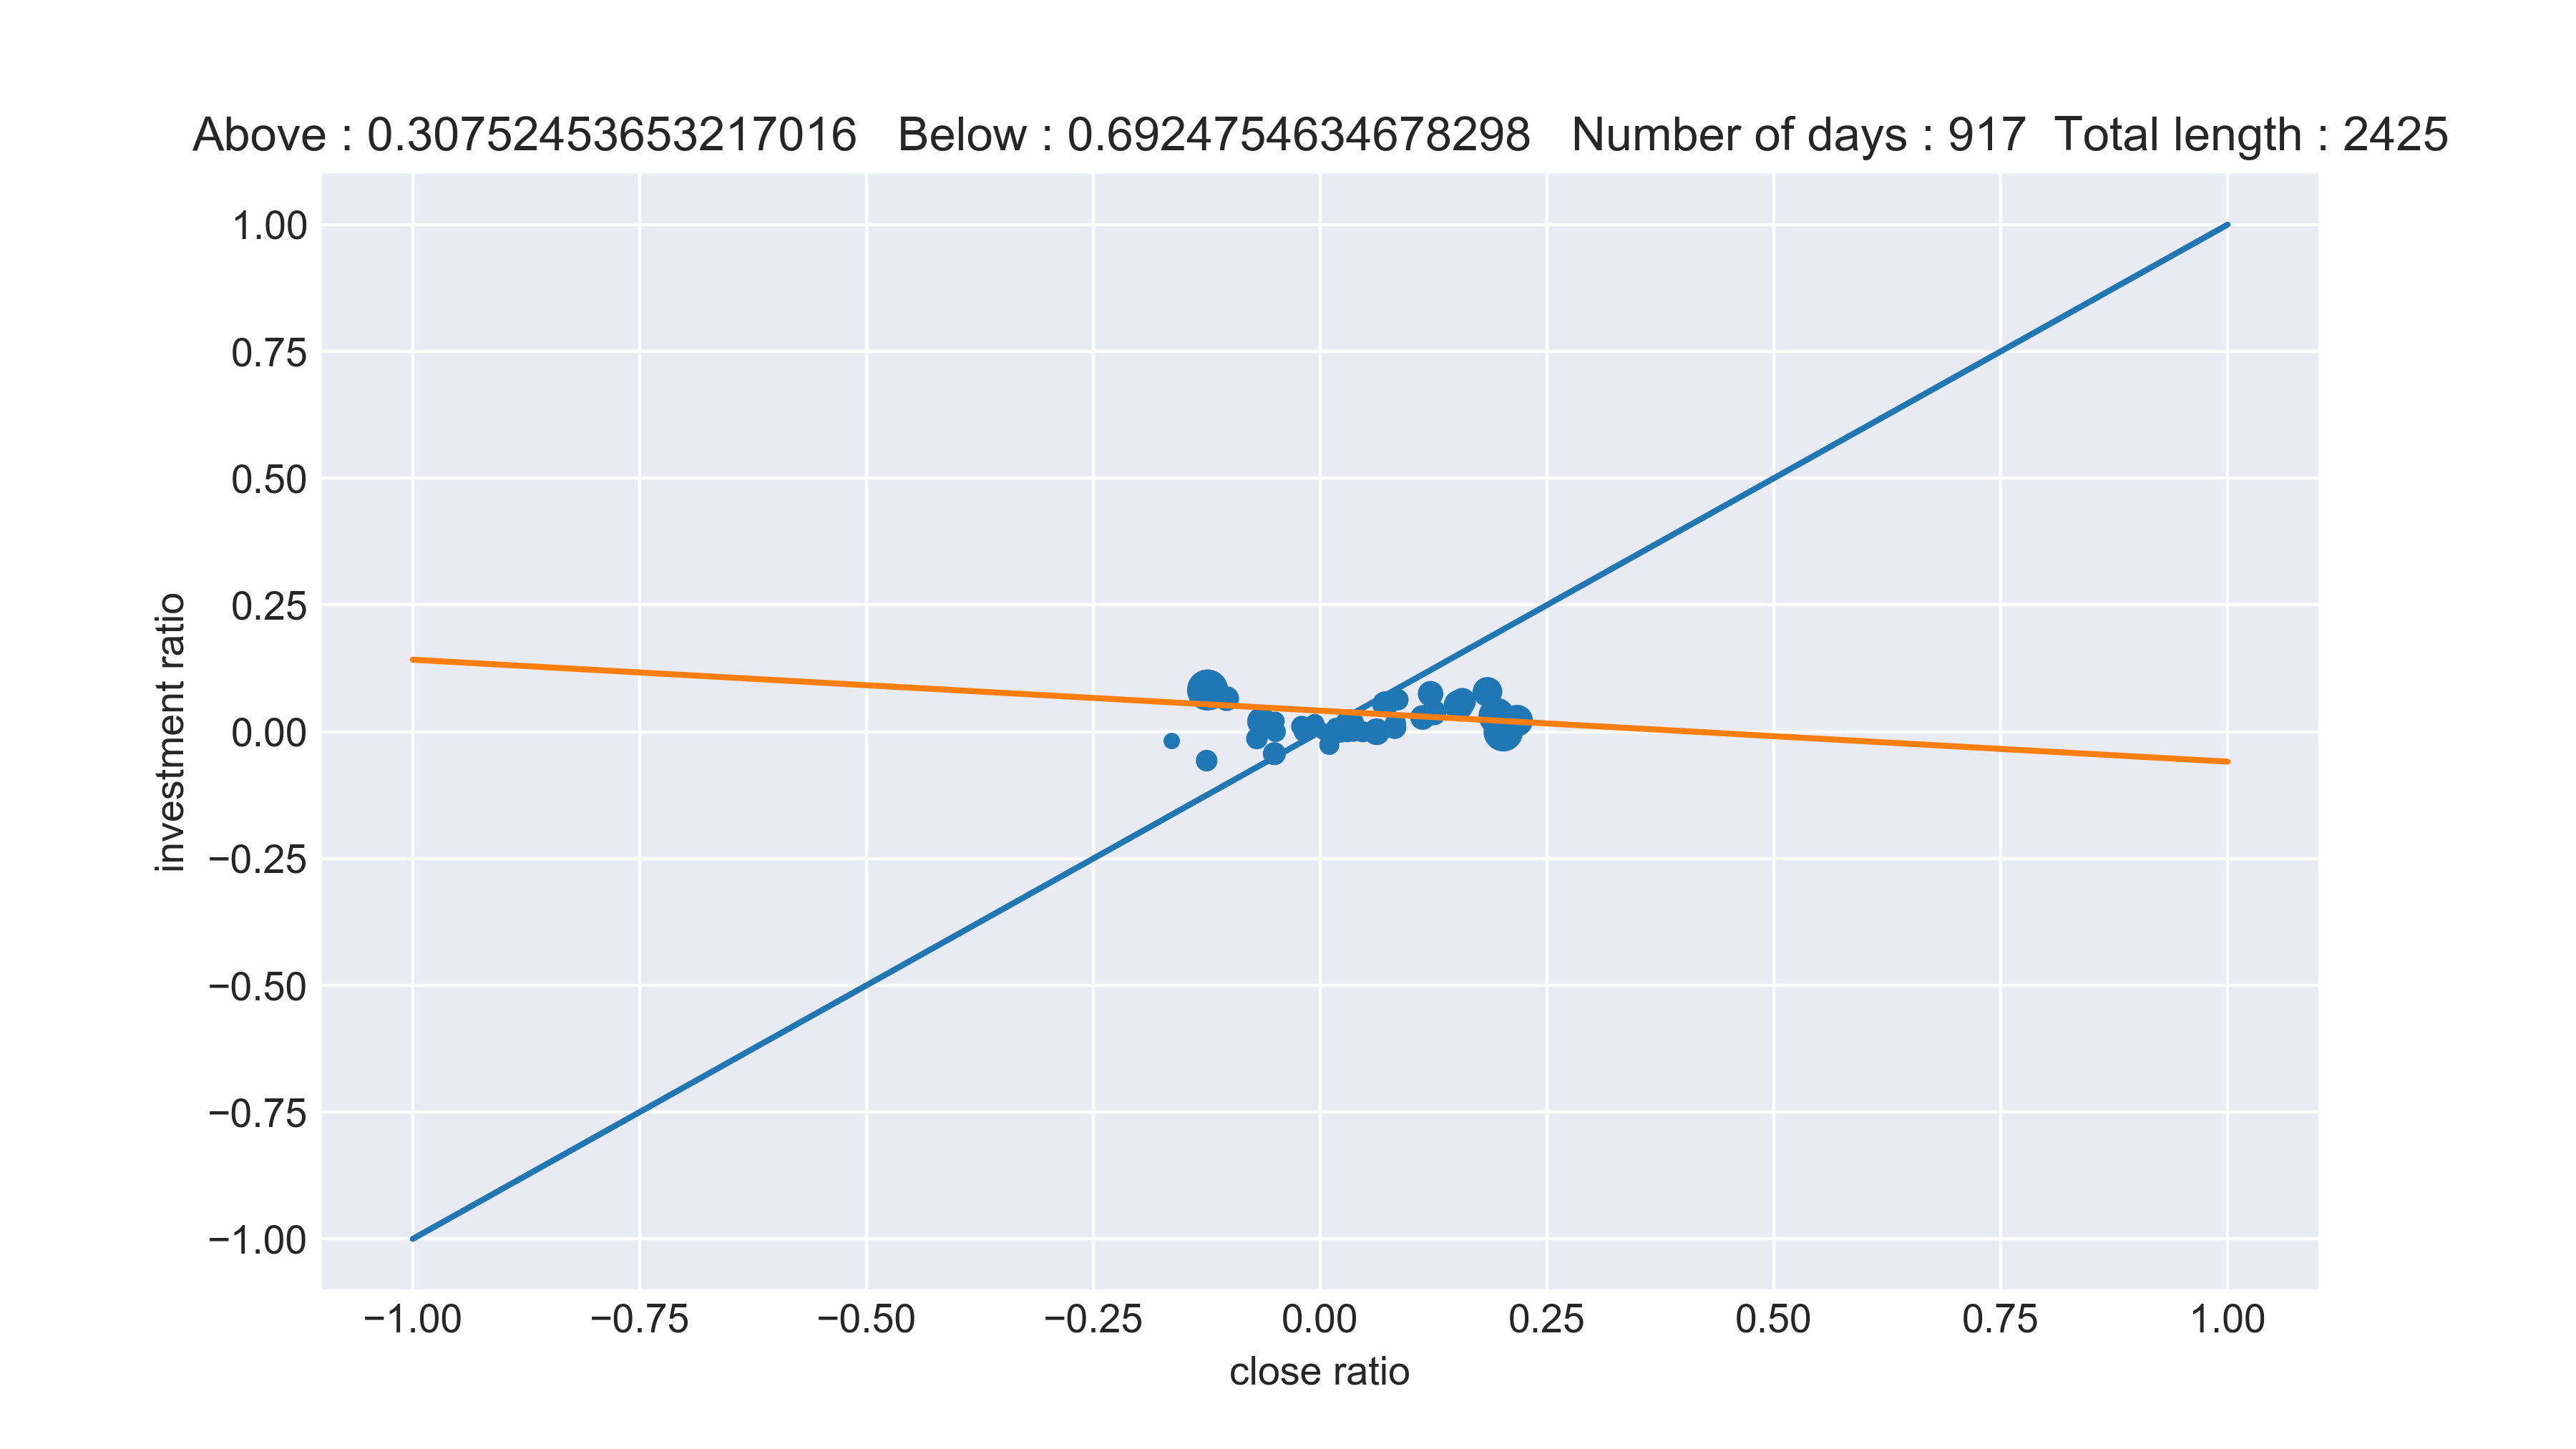 Above : 0.30752453653217016   Below : 0.6924754634678298   Number of days : 917  Total length : 2425
1.00
0.75
0.50
0.25
0.00
−0.25
−0.50
−0.75
−1.00
investment ratio
−1.00 −0.75 −0.50 −0.25 0.00 0.25 0.50 0.75 1.00
close ratio